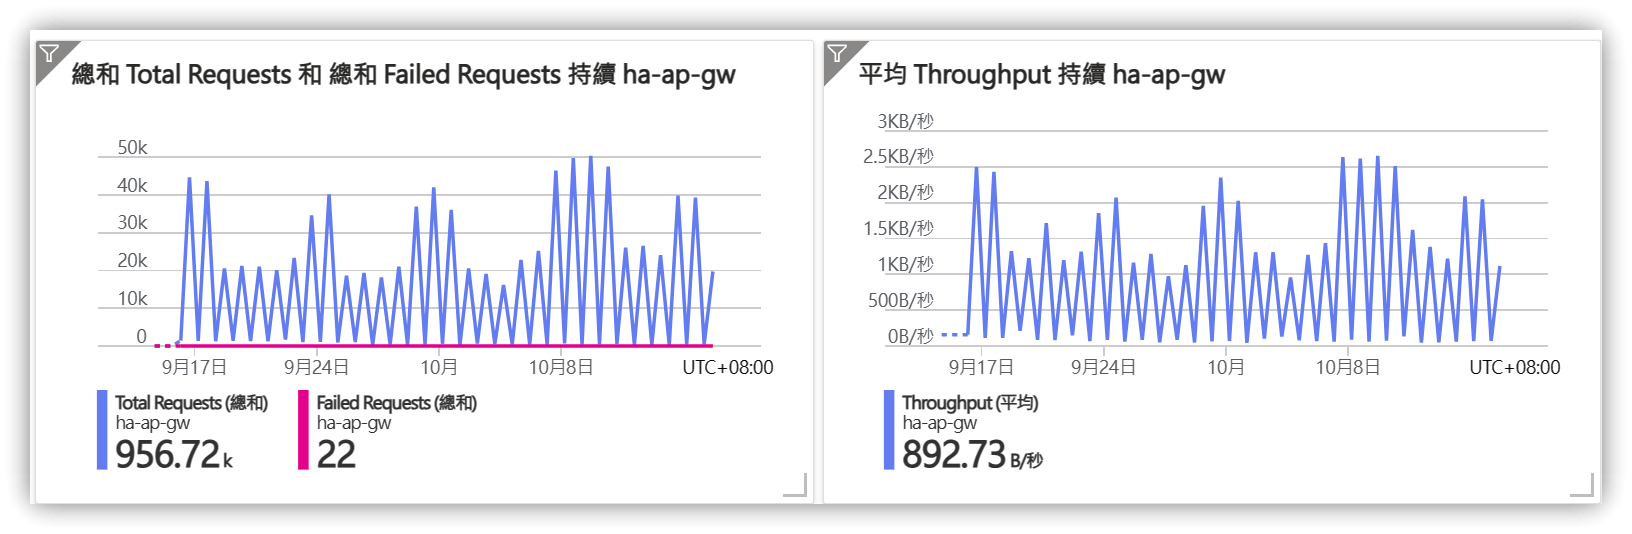 總和 Total Requests 和 總和 Failed Requests 持續 ha-ap-gw
50k
40k
30k
20k
10k
0
9月17日
9月24日
10月
10月8日
UTC+08:00
Total Requests (總和)
ha-ap-gw
956.72 k
Failed Requests (總和)
ha-ap-gw
22
平均 Throughput 持續 ha-ap-gw
3KB/秒
2.5KB/秒
2KB/秒
1.5KB/秒
1KB/秒
500B/秒
0B/秒
9月17日
9月24日
10月
10月8日
UTC+08:00
Throughput (平均)
ha-ap-gw
892.73 B/秒